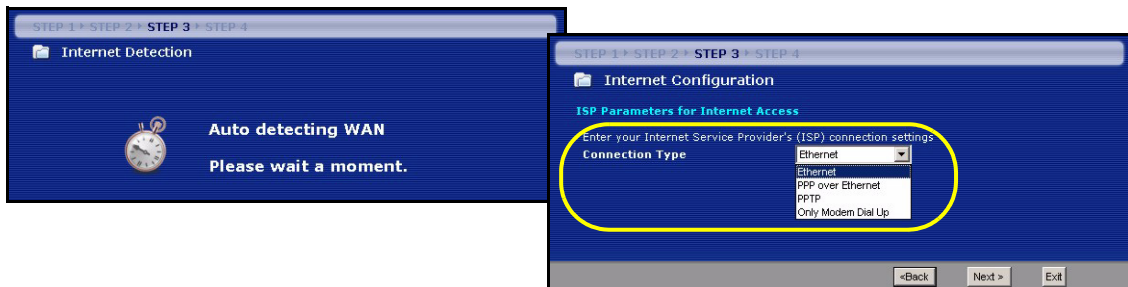 STEP 1 STEP 2 STEP 3 STEP 4
Internet Detection
Auto detecting WAN
Please wait a moment.
STEP 1 STEP 2 STEP 3 STEP 4
Internet Configuration
ISP Parameters for Internet Access
Enter your Internet Service Provider's (ISP) connection settings
Connection Type Ethernet
Ethernet
PPP over Ethernet
PPTP
Only Modem Dial Up
<Back Next > Exit